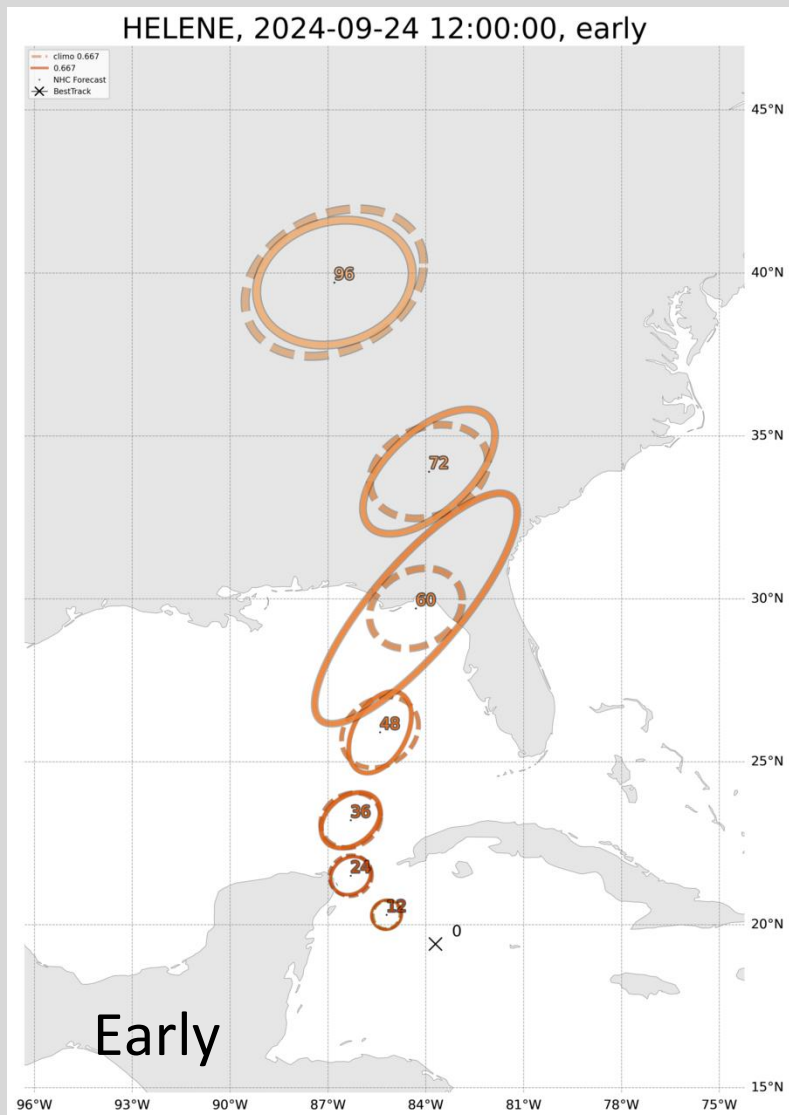 HELENE, 2024-09-24 12:00:00, early
climo 0.667
0.667
NHC Forecast
BestTrack
45°N
96
40°N
72
35°N
60
30°N
48
25°N
36
24
12
20°N
0
Early
15°N
96°W 93°W 90°W 87°W 84°W 81°W 78°W 75°W